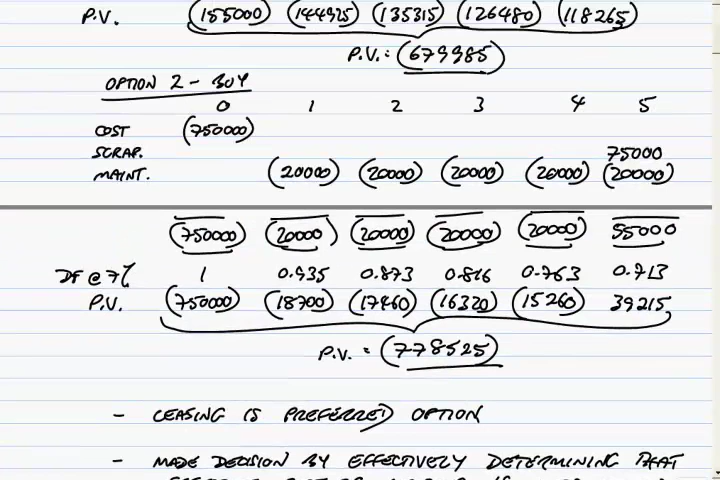 P.V. (155000) (144925) (135315) (126480) (118265)
P.V. = (679985)
OPTION 2 - BUY
0 1 2 3 4 5
COST (750000)
SCRAP. 75000
MAINT. (20000) (20000) (20000) (20000) (20000)
(750000) (20000) (20000) (20000) (20000) 55000
DF @ 7% 1 0.935 0.873 0.816 0.763 0.713
P.V. (750000) (18700) (17460) (16320) (15260) 39215
P.V. = (778525)
- LEASING IS PREFERRED OPTION
- MADE DECISION BY EFFECTIVELY DETERMINING THAT